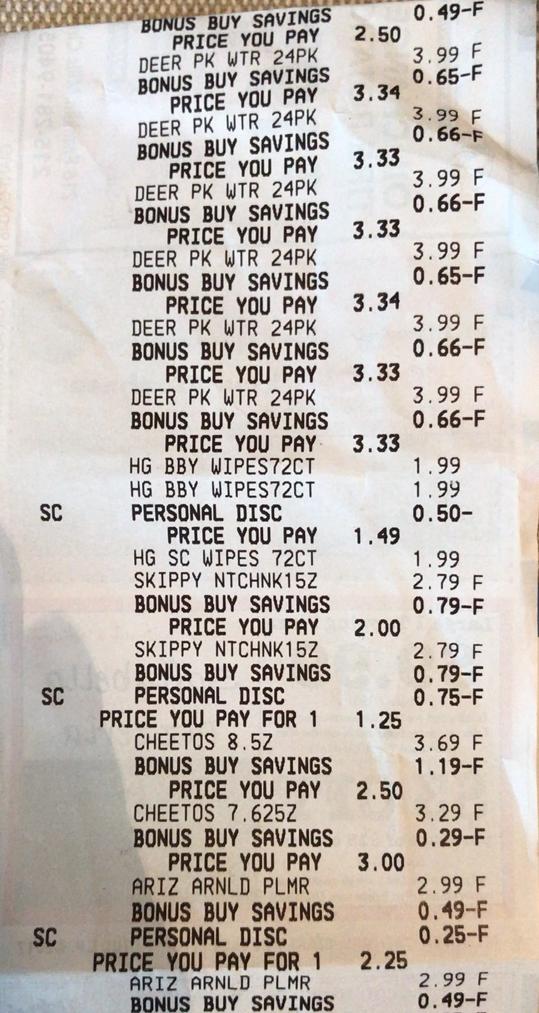 BONUS BUY SAVINGS 0.49-F
PRICE YOU PAY 2.50
DEER PK WTR 24PK 3.99 F
BONUS BUY SAVINGS 0.65-F
PRICE YOU PAY 3.34
DEER PK WTR 24PK 3.99 F
BONUS BUY SAVINGS 0.66-F
PRICE YOU PAY 3.33
DEER PK WTR 24PK 3.99 F
BONUS BUY SAVINGS 0.66-F
PRICE YOU PAY 3.33
DEER PK WTR 24PK 3.99 F
BONUS BUY SAVINGS 0.65-F
PRICE YOU PAY 3.34
DEER PK WTR 24PK 3.99 F
BONUS BUY SAVINGS 0.66-F
PRICE YOU PAY 3.33
DEER PK WTR 24PK 3.99 F
BONUS BUY SAVINGS 0.66-F
PRICE YOU PAY 3.33
HG BBY WIPES72CT 1.99
HG BBY WIPES72CT 1.99
SC PERSONAL DISC 0.50-
PRICE YOU PAY 1.49
HG SC WIPES 72CT 1.99
SKIPPY NTCHNK15Z 2.79 F
BONUS BUY SAVINGS 0.79-F
PRICE YOU PAY 2.00
SKIPPY NTCHNK15Z 2.79 F
BONUS BUY SAVINGS 0.79-F
SC PERSONAL DISC 0.75-F
PRICE YOU PAY FOR 1 1.25
CHEETOS 8.5Z 3.69 F
BONUS BUY SAVINGS 1.19-F
PRICE YOU PAY 2.50
CHEETOS 7.625Z 3.29 F
BONUS BUY SAVINGS 0.29-F
PRICE YOU PAY 3.00
ARIZ ARNLD PLMR 2.99 F
BONUS BUY SAVINGS 0.49-F
SC PERSONAL DISC 0.25-F
PRICE YOU PAY FOR 1 2.25
ARIZ ARNLD PLMR 2.99 F
BONUS BUY SAVINGS 0.49-F